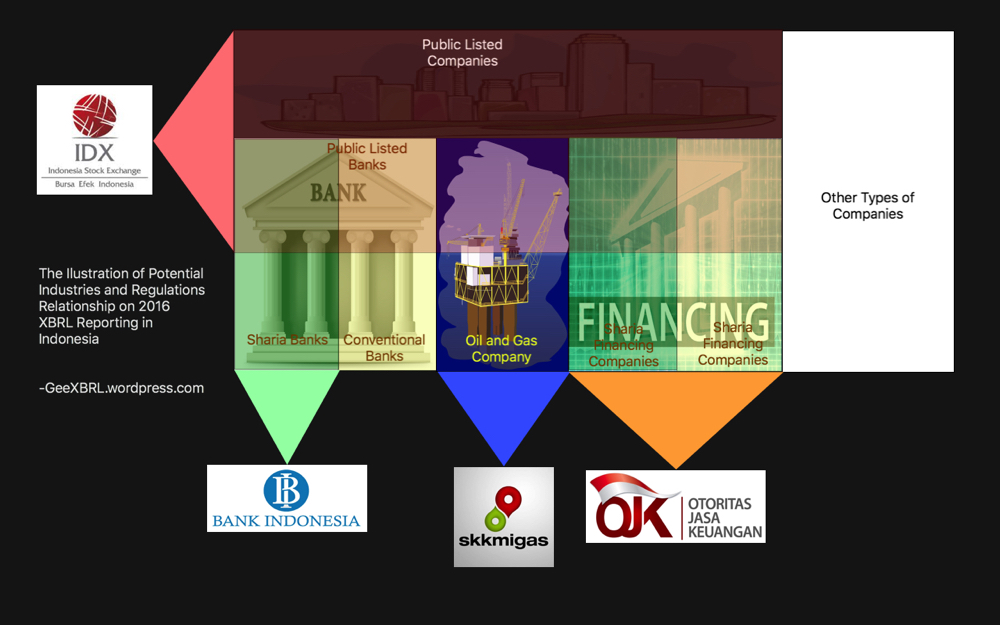 Public Listed
Companies
IDX
Indonesia Stock Exchange
Bursa Efek Indonesia
Public Listed
Banks
BANK
Other Types of
Companies
The Ilustration of Potential
Industries and Regulations
Relationship on 2016
XBRL Reporting in
Indonesia
-GeeXBRL.wordpress.com
Sharia Banks
Conventional
Banks
Oil and Gas
Company
FINANCING
Sharia
Financing
Companies
Sharia
Financing
Companies
BANK INDONESIA
skkmigas
OJK
OTORITAS
JASA
KEUANGAN